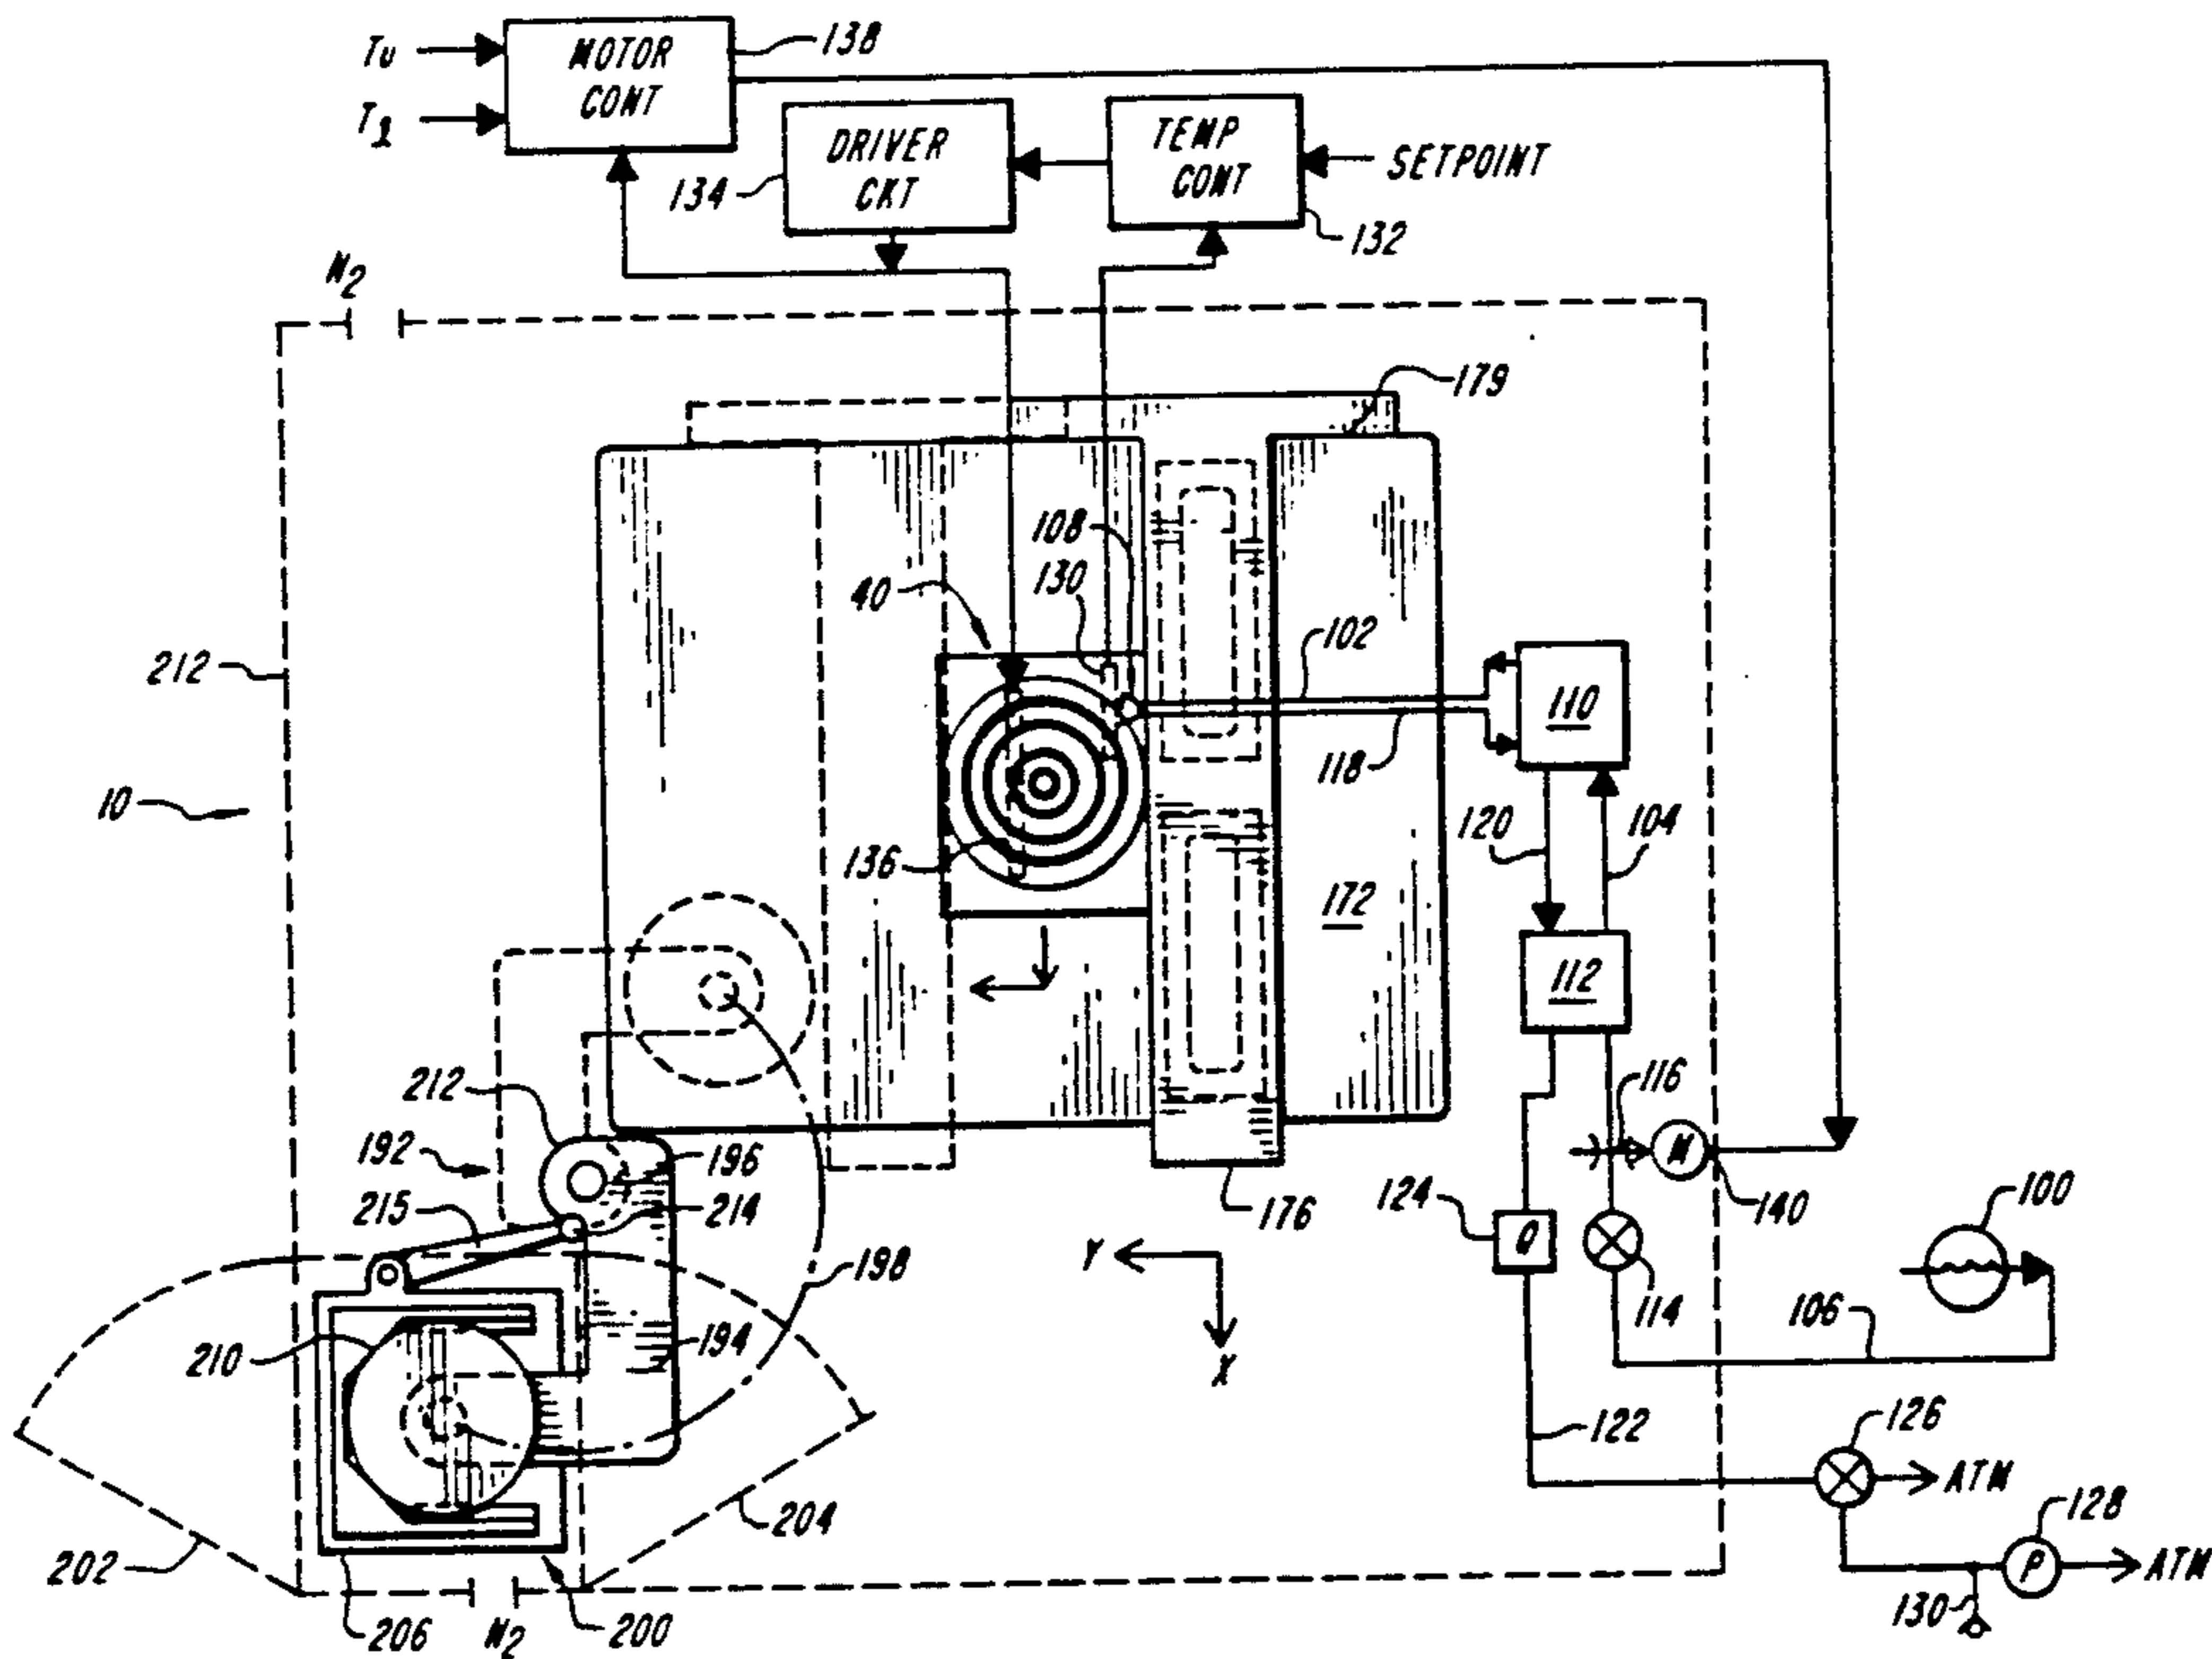 Tu
T1
MOTOR
CONT
138
134
DRIVER
CKT
TEMP
CONT
SETPOINT
132
N2
179
108
130
40
102
212
110
118
10
120
104
136
172
112
212
116
192
196
215
214
176
124
O
M
140
100
114
198
Y
X
106
210
194
122
126
ATM
204
128
P
ATM
202
206
N2
200
130